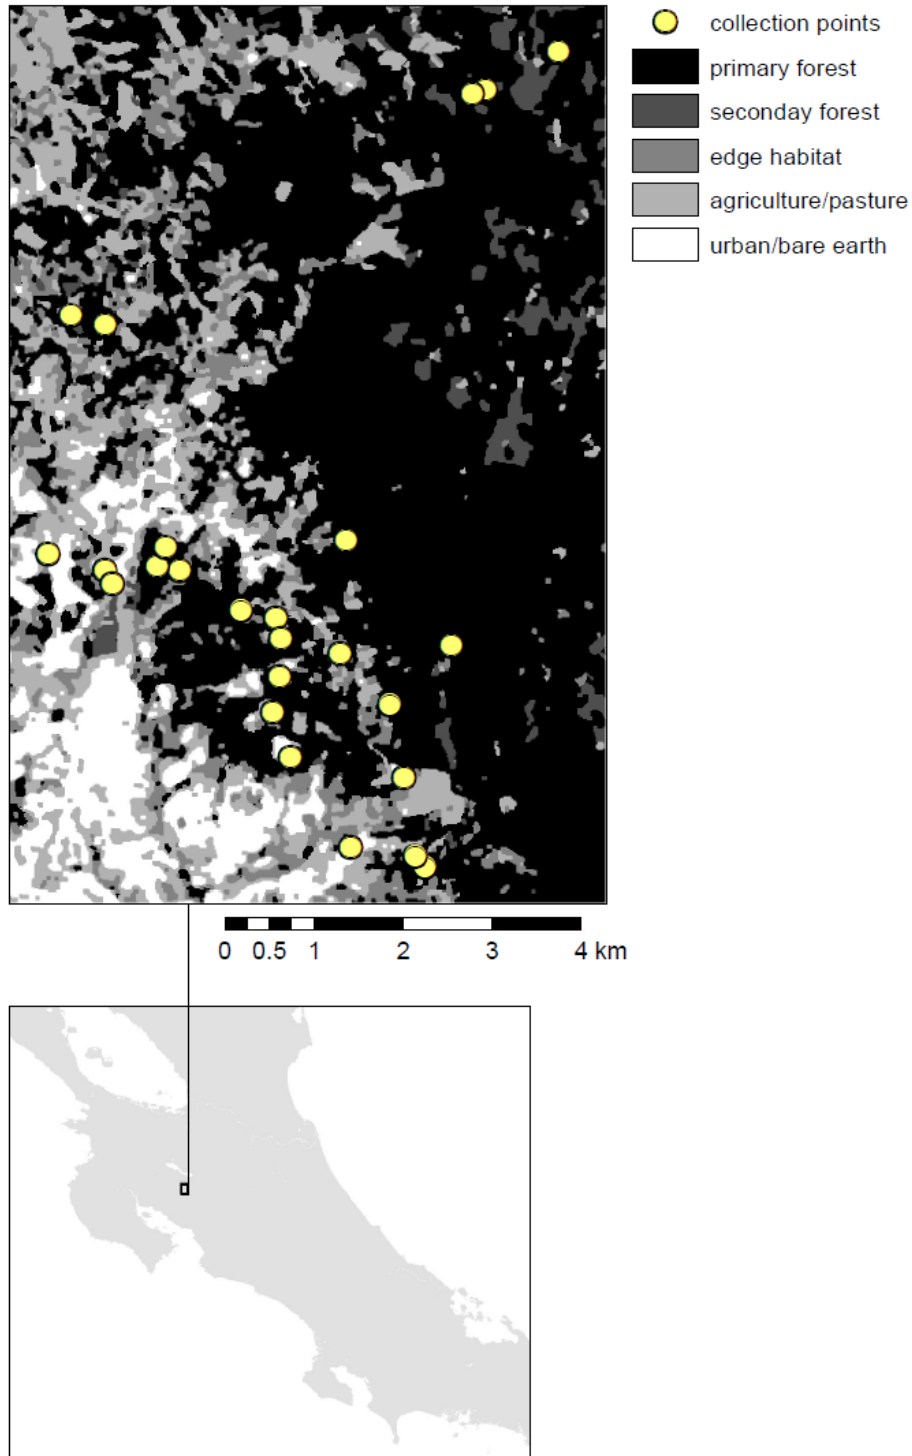 collection points
primary forest
seconday forest
edge habitat
agriculture/pasture
urban/bare earth
0 0.5 1 2 3 4 km